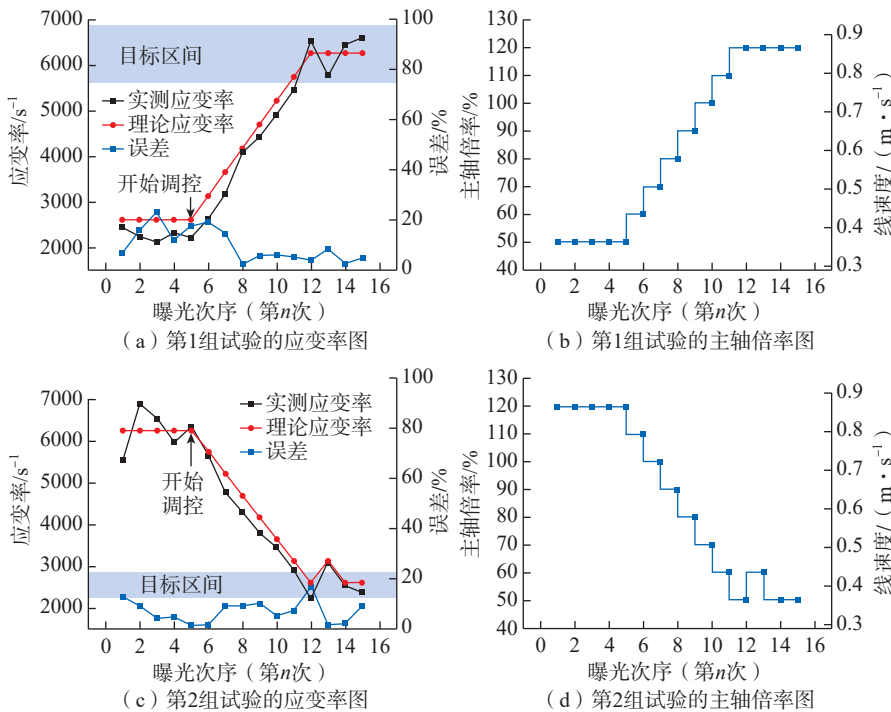 7000
6000
5000
4000
3000
2000
应变率/s⁻¹
目标区间
实测应变率
理论应变率
误差
开始调控
100
80
60
40
20
0
误差/%
0 2 4 6 8 10 12 14 16
曝光次序（第n次）
（a）第1组试验的应变率图
130
120
110
100
90
80
70
60
50
40
主轴倍率/%
0.9
0.8
0.7
0.6
0.5
0.4
0.3
线速度/（m·s⁻¹）
0 2 4 6 8 10 12 14 16
曝光次序（第n次）
（b）第1组试验的主轴倍率图
7000
6000
5000
4000
3000
2000
应变率/s⁻¹
实测应变率
理论应变率
误差
开始
调控
目标区间
100
80
60
40
20
0
误差/%
0 2 4 6 8 10 12 14 16
曝光次序（第n次）
（c）第2组试验的应变率图
130
120
110
100
90
80
70
60
50
40
主轴倍率/%
0.9
0.8
0.7
0.6
0.5
0.4
0.3
线速度/（m·s⁻¹）
0 2 4 6 8 10 12 14 16
曝光次序（第n次）
（d）第2组试验的主轴倍率图